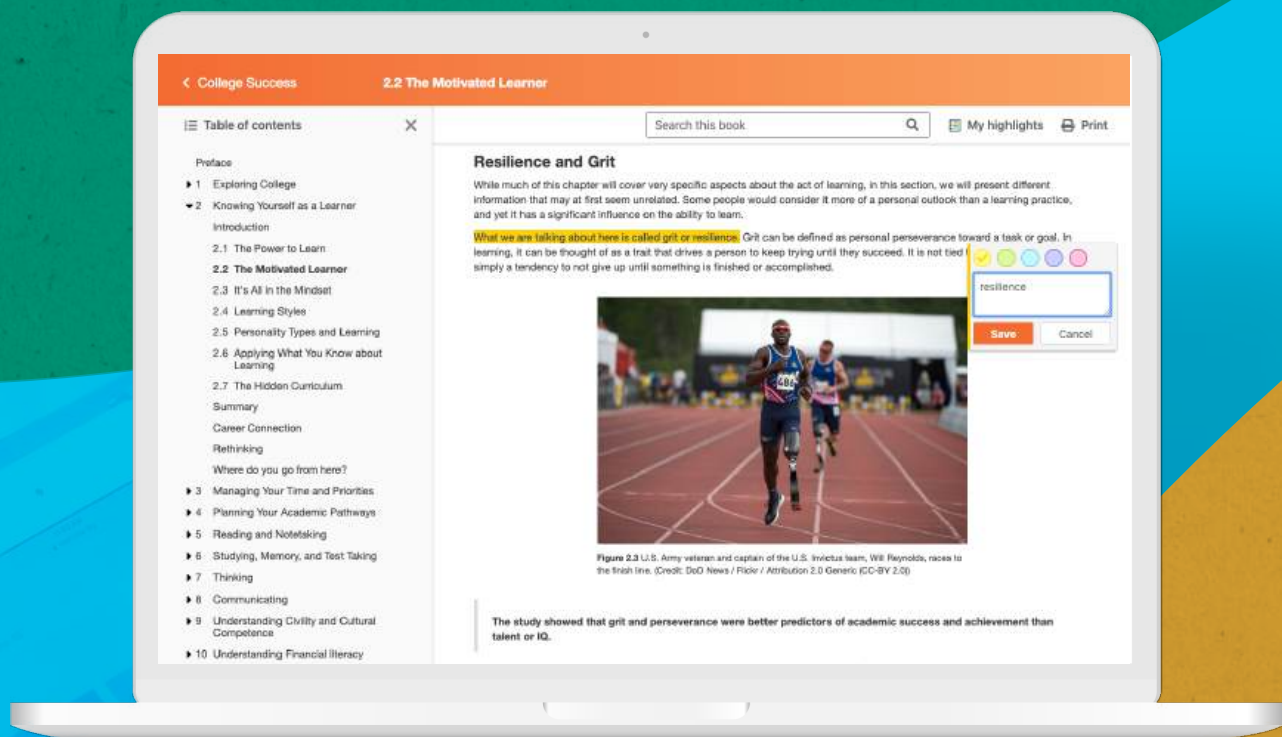 College Success
2.2 The Motivated Learner
Table of contents
Search this book
My highlights
Print
Preface
1 Exploring College
2 Knowing Yourself as a Learner
Introduction
2.1 The Power to Learn
2.2 The Motivated Learner
2.3 It's All in the Mindset
2.4 Learning Styles
2.5 Personality Types and Learning
2.6 Applying What You Know about
Learning
2.7 The Hidden Curriculum
Summary
Career Connection
Rethinking
Where do you go from here?
3 Managing Your Time and Priorities
4 Planning Your Academic Pathways
5 Reading and Notetaking
6 Studying, Memory, and Test Taking
7 Thinking
8 Communicating
9 Understanding Civility and Cultural
Competence
10 Understanding Financial literacy
Resilience and Grit
While much of this chapter will cover very specific aspects about the act of learning, in this section, we will present different
information that may at first seem unrelated. Some people would consider it more of a personal outlook than a learning practice,
and yet it has a significant influence on the ability to learn.
What we are talking about here is called grit or resilience. Grit can be defined as personal perseverance toward a task or goal. In
learning, it can be thought of as a trait that drives a person to keep trying until they succeed. It is not tied
simply a tendency to not give up until something is finished or accomplished.
resilience
Save
Cancel
486
Figure 2.3 U.S. Army veteran and captain of the U.S. Invictus team, Will Reynolds, races to
the finish line. (Credit: DoD News / Flickr / Attribution 2.0 Generic (CC-BY 2.0))
The study showed that grit and perseverance were better predictors of academic success and achievement than
talent or IQ.